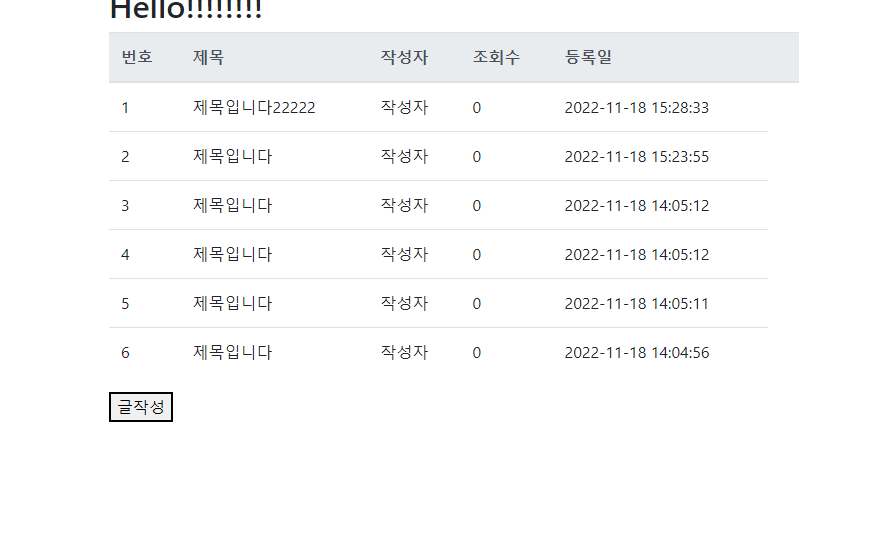 Hello!!!!!!!!
번호 제목 작성자 조회수 등록일
1 제목입니다22222 작성자 0 2022-11-18 15:28:33
2 제목입니다 작성자 0 2022-11-18 15:23:55
3 제목입니다 작성자 0 2022-11-18 14:05:12
4 제목입니다 작성자 0 2022-11-18 14:05:12
5 제목입니다 작성자 0 2022-11-18 14:05:11
6 제목입니다 작성자 0 2022-11-18 14:04:56
글작성